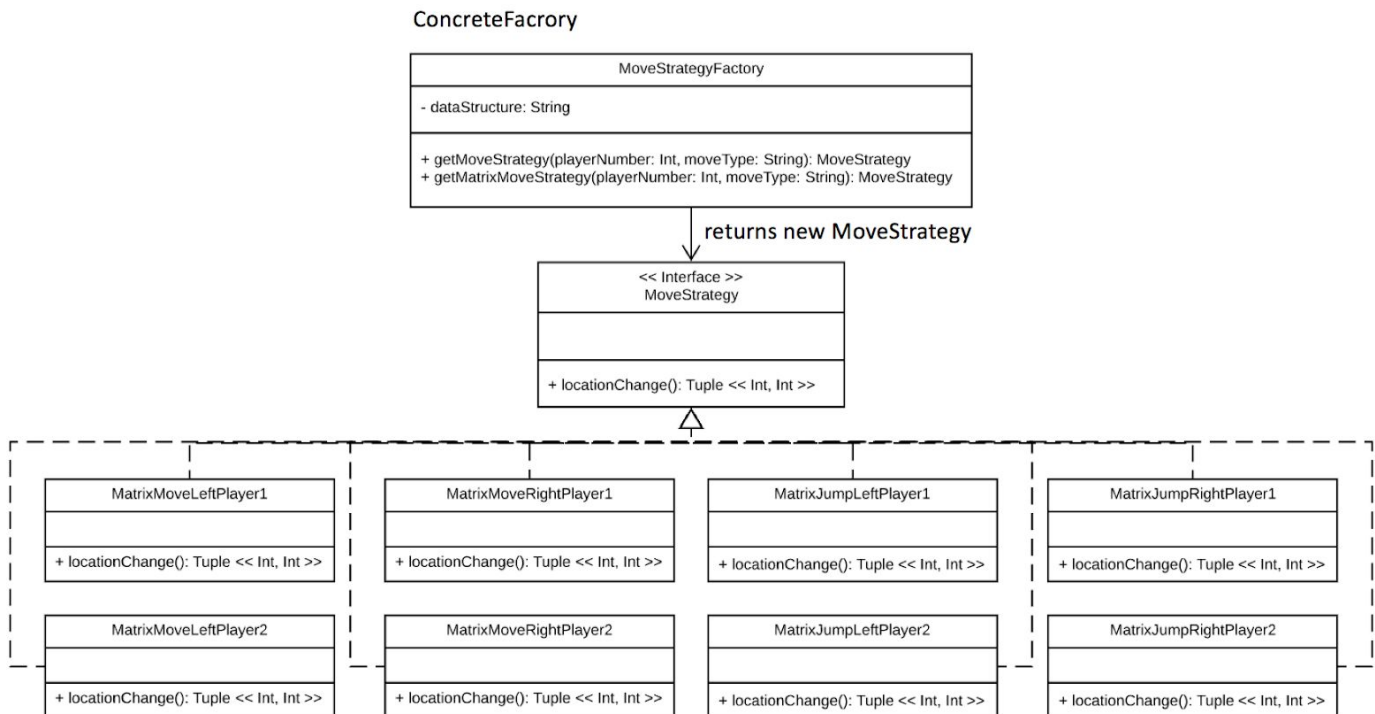 ConcreteFacrory
MoveStrategyFactory
- dataStructure: String
+ getMoveStrategy(playerNumber: Int, moveType: String): MoveStrategy
+ getMatrixMoveStrategy(playerNumber: Int, moveType: String): MoveStrategy
returns new MoveStrategy
<< Interface >>
MoveStrategy
+ locationChange(): Tuple << Int, Int >>
MatrixMoveLeftPlayer1
+ locationChange(): Tuple << Int, Int >>
MatrixMoveRightPlayer1
+ locationChange(): Tuple << Int, Int >>
MatrixJumpLeftPlayer1
+ locationChange(): Tuple << Int, Int >>
MatrixJumpRightPlayer1
+ locationChange(): Tuple << Int, Int >>
MatrixMoveLeftPlayer2
+ locationChange(): Tuple << Int, Int >>
MatrixMoveRightPlayer2
+ locationChange(): Tuple << Int, Int >>
MatrixJumpLeftPlayer2
+ locationChange(): Tuple << Int, Int >>
MatrixJumpRightPlayer2
+ locationChange(): Tuple << Int, Int >>